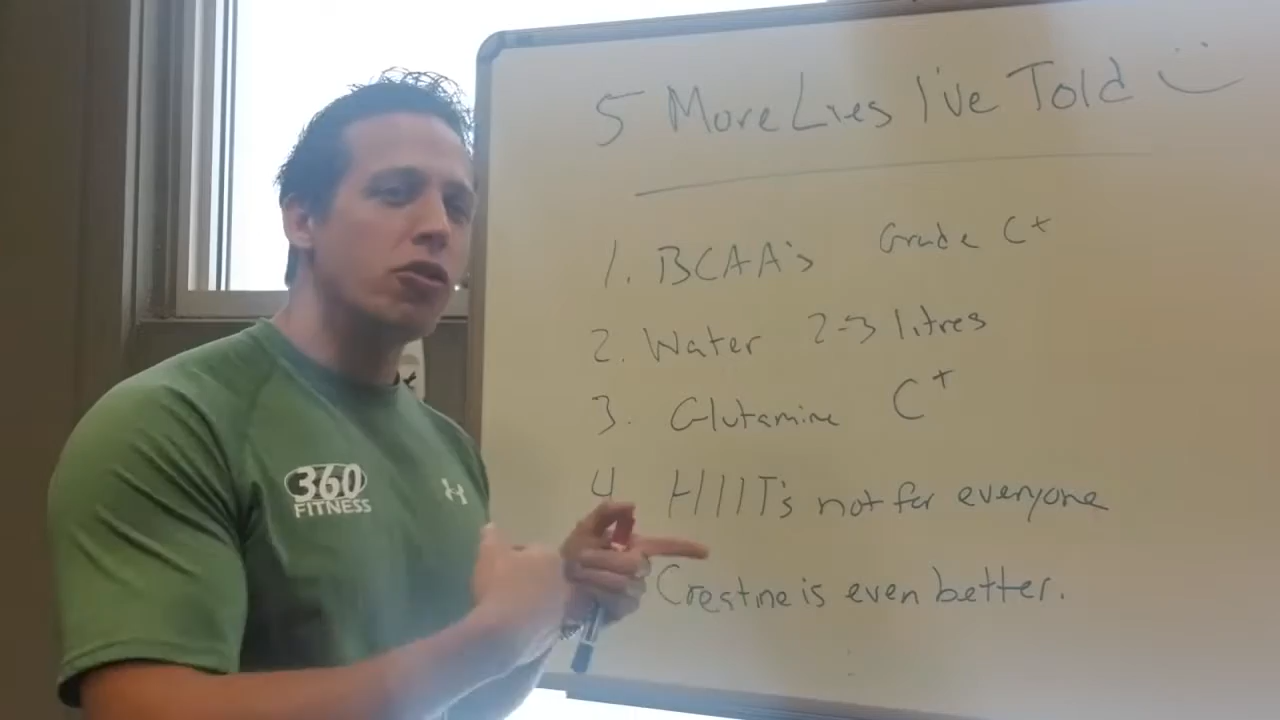 5 More Lies I've Told :)
1. BCAA's Grade C+
2. Water 2-3 litres
3. Glutamine C+
4 HIIT's not for everyone
Creatine is even better.
360
FITNESS